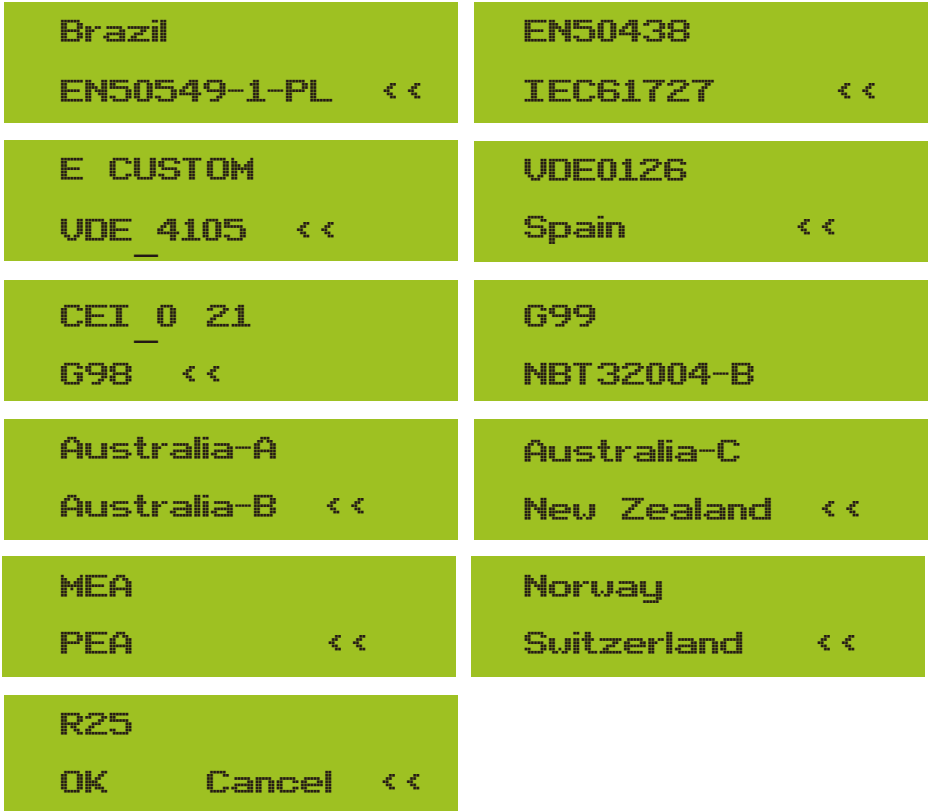 Brazil
EN50549-1-PL <<
EN50438
IEC61727 <<
E CUSTOM
VDE_4105 <<
VDE0126
Spain <<
CEI_0 21
G98 <<
G99
NBT32004-B
Australia-A
Australia-B <<
Australia-C
New Zealand <<
MEA
PEA <<
Norway
Switzerland <<
R25
OK Cancel <<